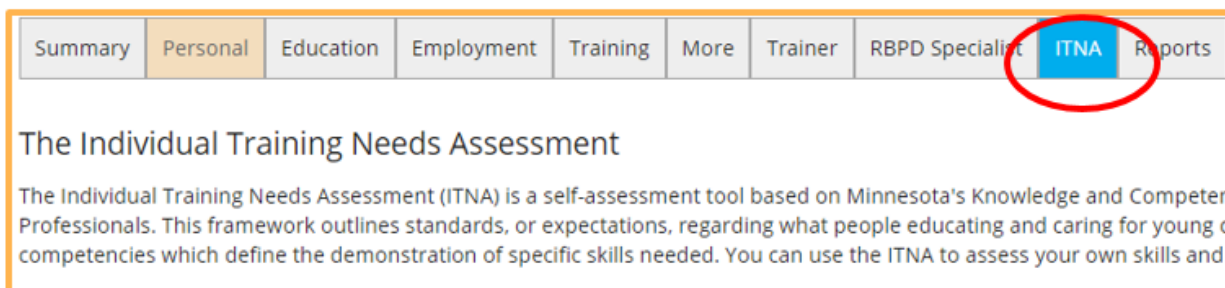 Summary Personal Education Employment Training More Trainer RBPD Specialist ITNA Reports
The Individual Training Needs Assessment
The Individual Training Needs Assessment (ITNA) is a self-assessment tool based on Minnesota's Knowledge and
Professionals. This framework outlines standards, or expectations, regarding what people educating and caring for young
competencies which define the demonstration of specific skills needed. You can use the ITNA to assess your own skills and